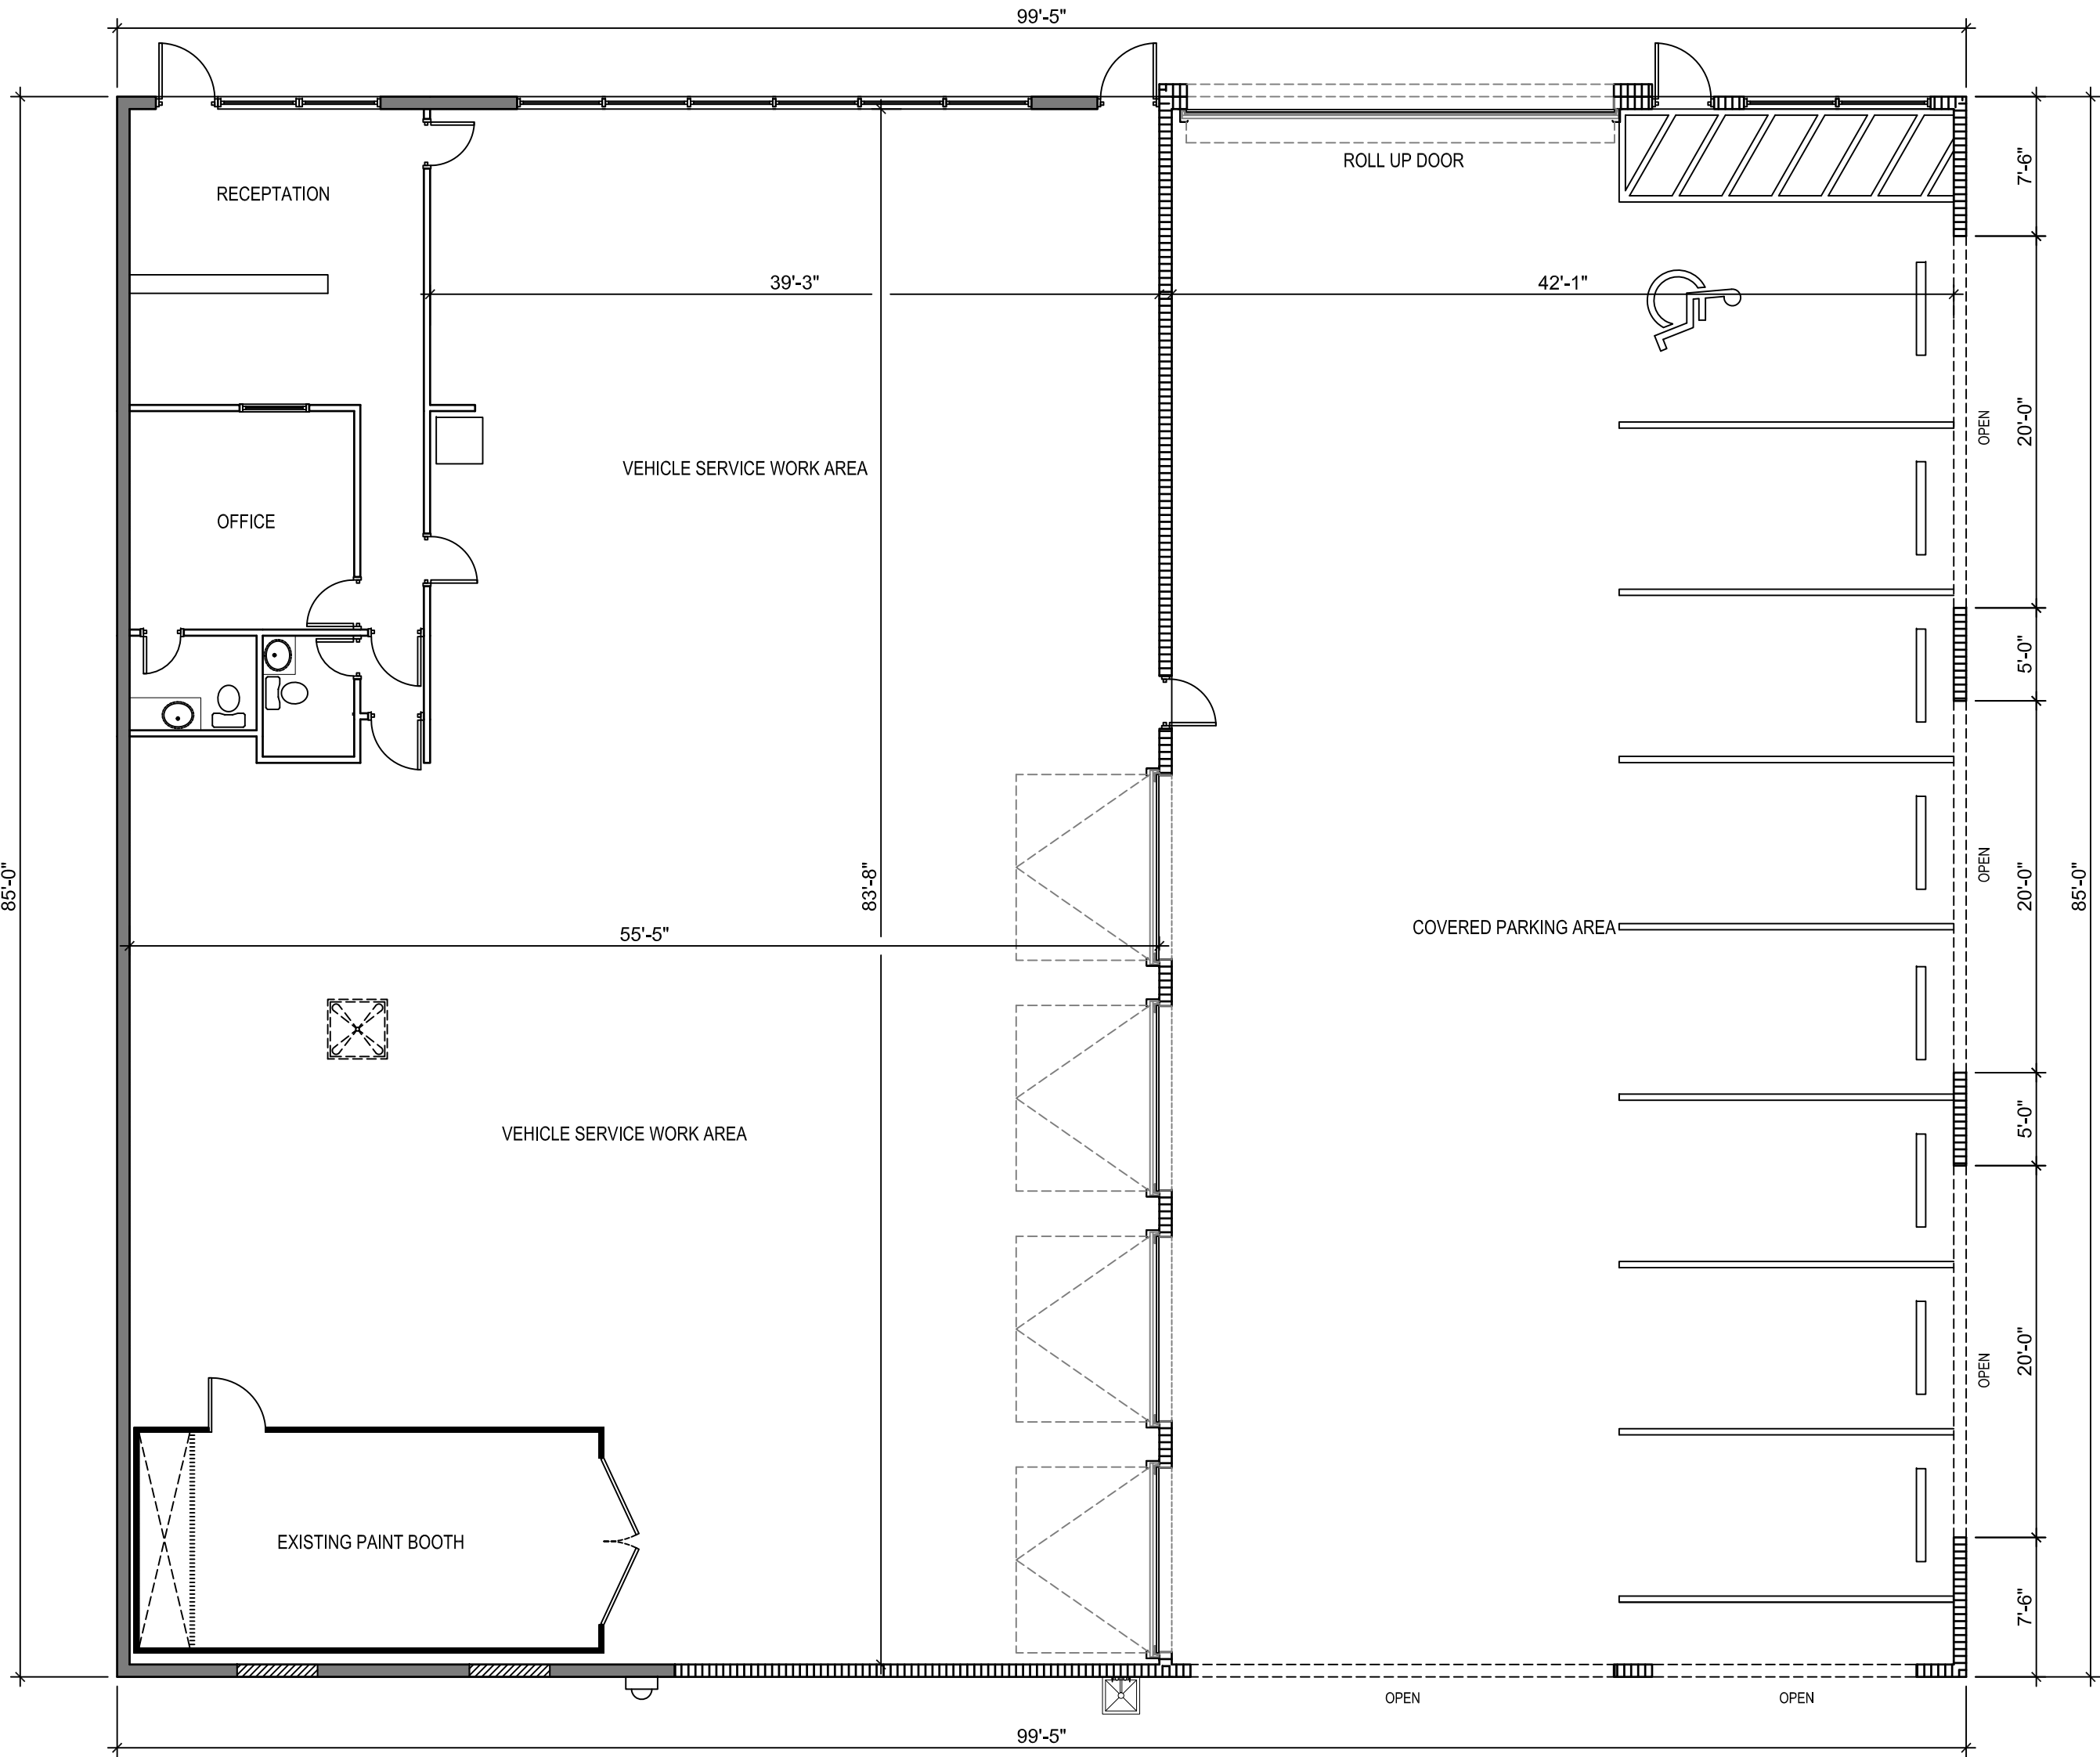 99'-5"
ROLL UP DOOR
7'-6"
RECEPTATION
39'-3"
42'-1"
OPEN
20'-0"
VEHICLE SERVICE WORK AREA
OFFICE
5'-0"
85'-0"
83'-8"
OPEN
20'-0"
85'-0"
55'-5"
COVERED PARKING AREA
VEHICLE SERVICE WORK AREA
5'-0"
OPEN
20'-0"
EXISTING PAINT BOOTH
7'-6"
OPEN
OPEN
99'-5"